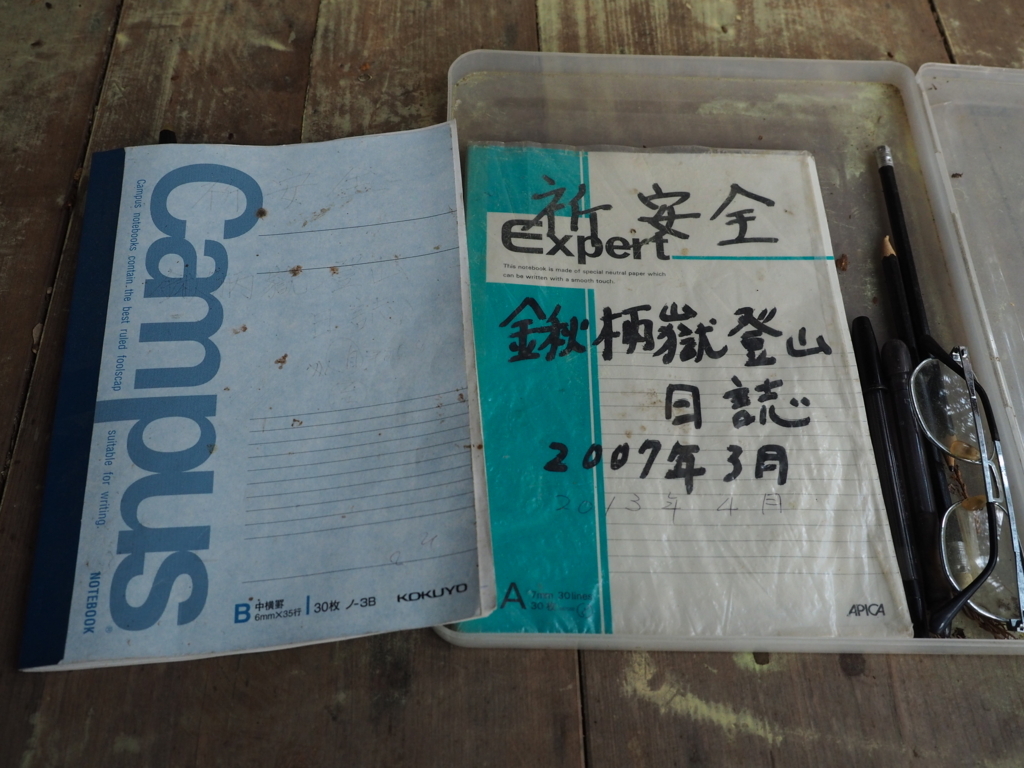 Campus
Campus notebooks contain the best ruled foolscap
suitable for writing.
NOTEBOOK
B 中横罫
6mm×35行
30枚 ノ-3B
KOKUYO
祈安全
Expert
This notebook is made of special neutral paper which
can be written with a smooth touch.
鍬柄嶽登山
日誌
2007年3月
2013年4月
A 7mm 30lines
APICA